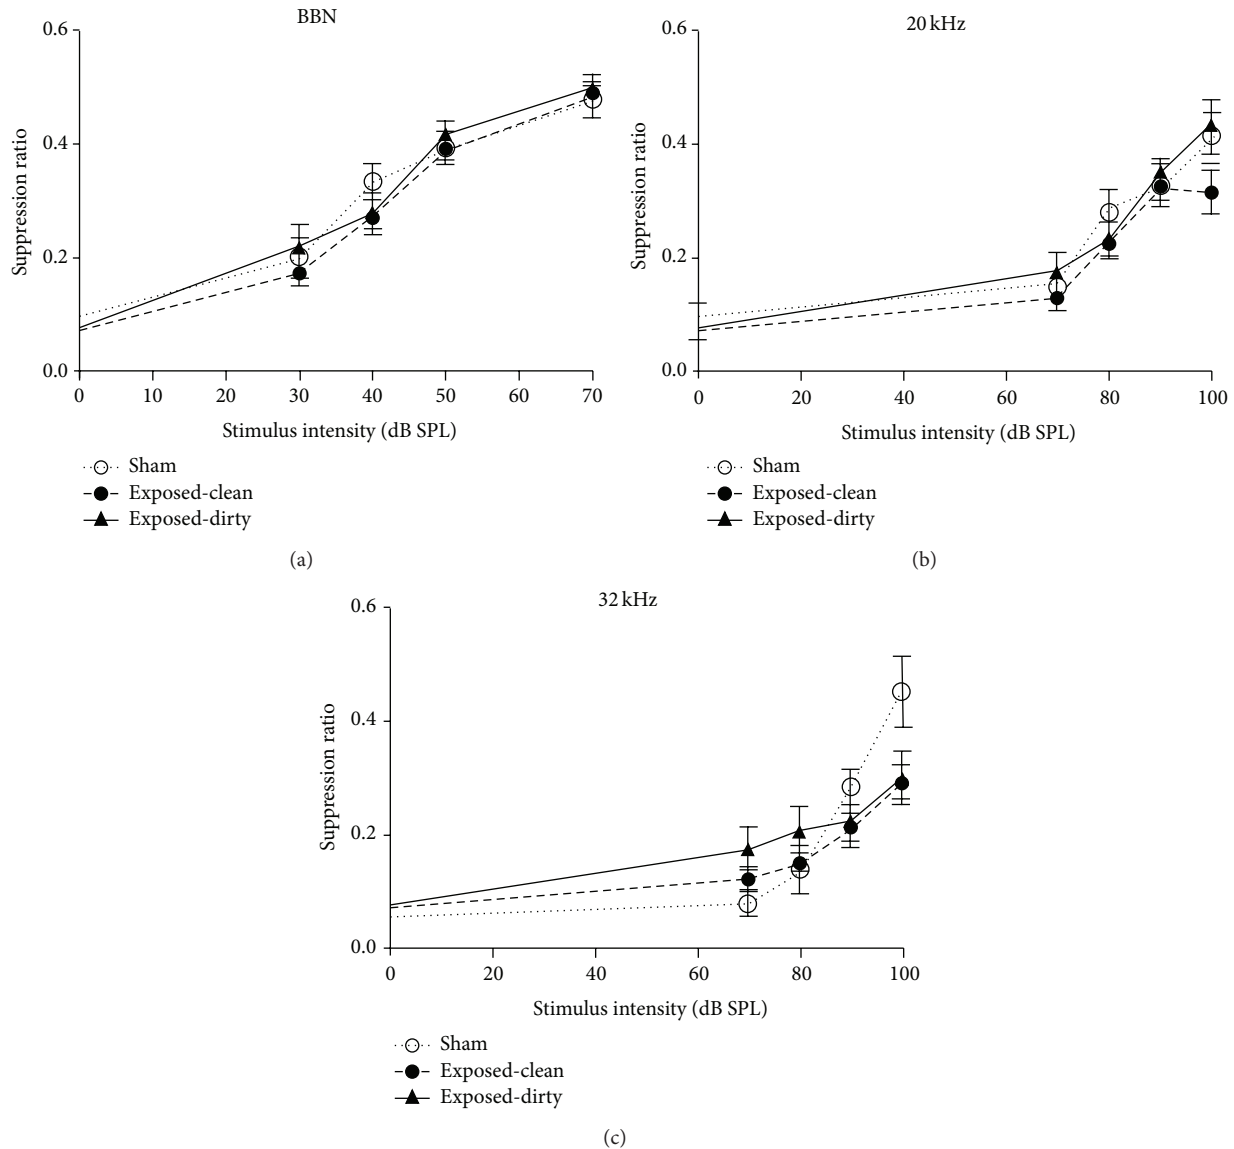 BBN
0.6
0.4
0.2
0.0
Suppression ratio
0 10 20 30 40 50 60 70
Stimulus intensity (dB SPL)
Sham
Exposed-clean
Exposed-dirty
(a)
20 kHz
0.6
0.4
0.2
0.0
Suppression ratio
0 20 40 60 80 100
Stimulus intensity (dB SPL)
Sham
Exposed-clean
Exposed-dirty
(b)
32 kHz
0.6
0.4
0.2
0.0
Suppression ratio
0 20 40 60 80 100
Stimulus intensity (dB SPL)
Sham
Exposed-clean
Exposed-dirty
(c)